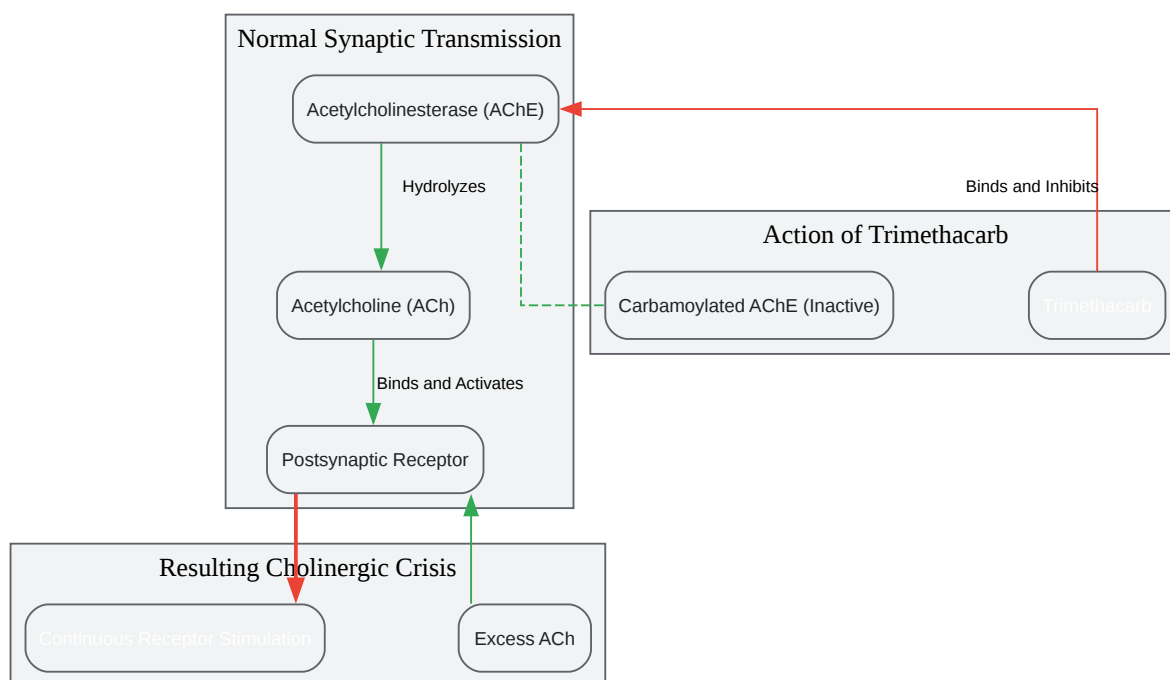 Normal Synaptic Transmission
Acetylcholinesterase (AChE)
Hydrolyzes
Binds and Inhibits
Action of Trimethacarb
Acetylcholine (ACh)
Carbamoylated AChE (Inactive)
Trimethacarb
Binds and Activates
Postsynaptic Receptor
Resulting Cholinergic Crisis
Continuous Receptor Stimulation
Excess ACh